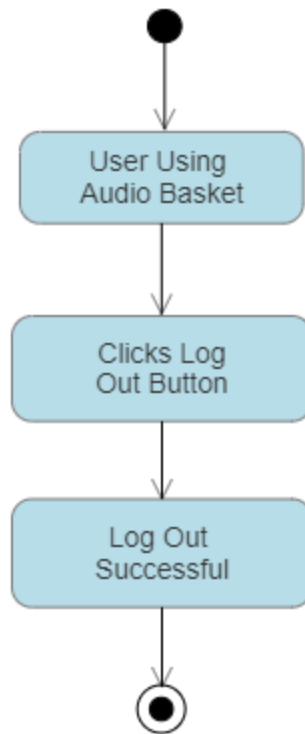 User Using
Audio Basket
Clicks Log
Out Button
Log Out
Successful